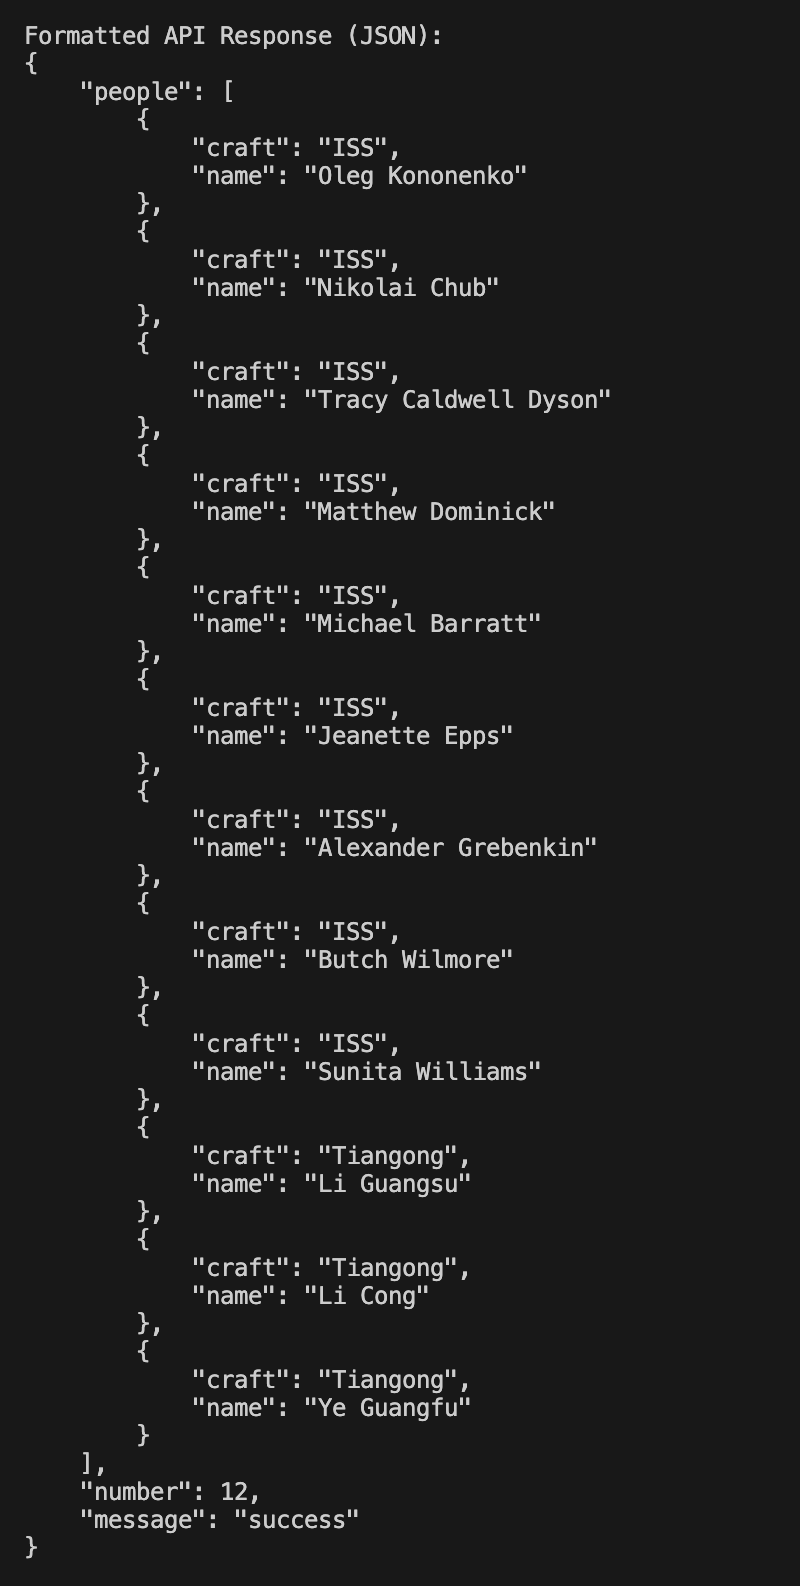 Formatted API Response (JSON):
{
    "people": [
        {
            "craft": "ISS",
            "name": "Oleg Kononenko"
        },
        {
            "craft": "ISS",
            "name": "Nikolai Chub"
        },
        {
            "craft": "ISS",
            "name": "Tracy Caldwell Dyson"
        },
        {
            "craft": "ISS",
            "name": "Matthew Dominick"
        },
        {
            "craft": "ISS",
            "name": "Michael Barratt"
        },
        {
            "craft": "ISS",
            "name": "Jeanette Epps"
        },
        {
            "craft": "ISS",
            "name": "Alexander Grebenkin"
        },
        {
            "craft": "ISS",
            "name": "Butch Wilmore"
        },
        {
            "craft": "ISS",
            "name": "Sunita Williams"
        },
        {
            "craft": "Tiangong",
            "name": "Li Guangsu"
        },
        {
            "craft": "Tiangong",
            "name": "Li Cong"
        },
        {
            "craft": "Tiangong",
            "name": "Ye Guangfu"
        }
    ],
    "number": 12,
    "message": "success"
}